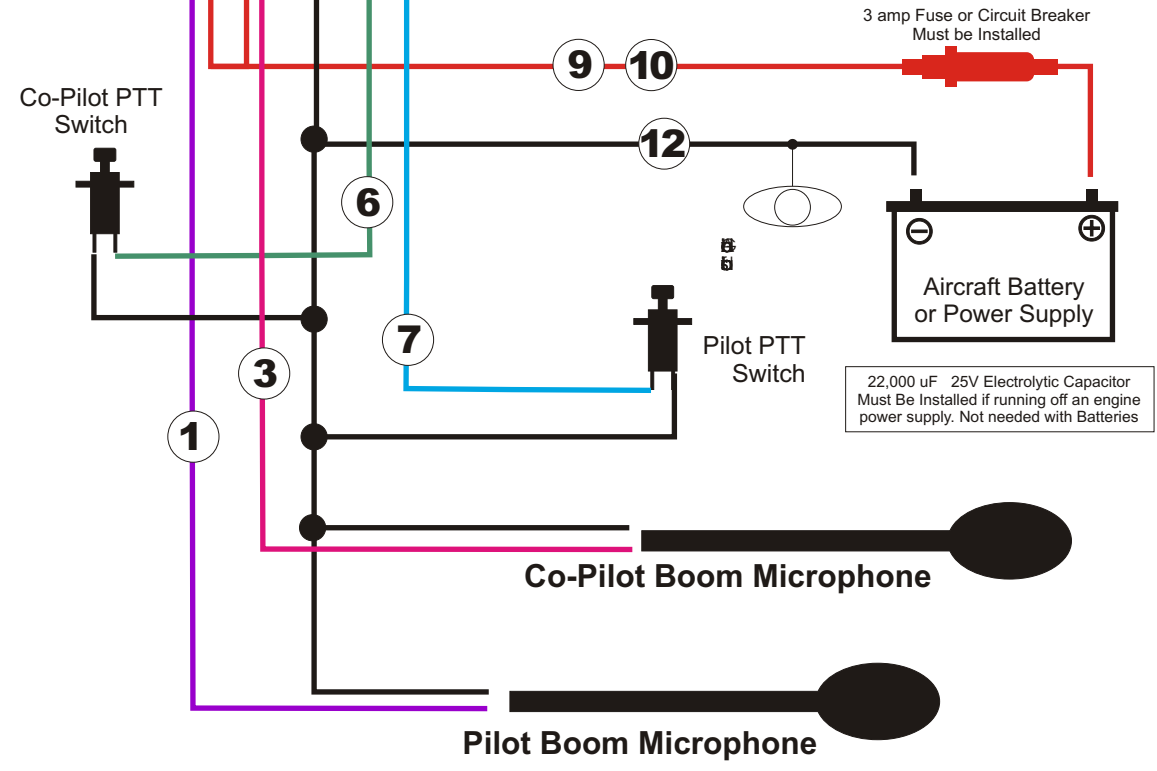 3 amp Fuse or Circuit Breaker
Must be Installed
9
10
Co-Pilot PTT
Switch
12
6
−
+
Aircraft Battery
or Power Supply
7
Pilot PTT
Switch
3
22,000 uF 25V Electrolytic Capacitor
Must Be Installed if running off an engine
power supply. Not needed with Batteries
1
Co-Pilot Boom Microphone
Pilot Boom Microphone